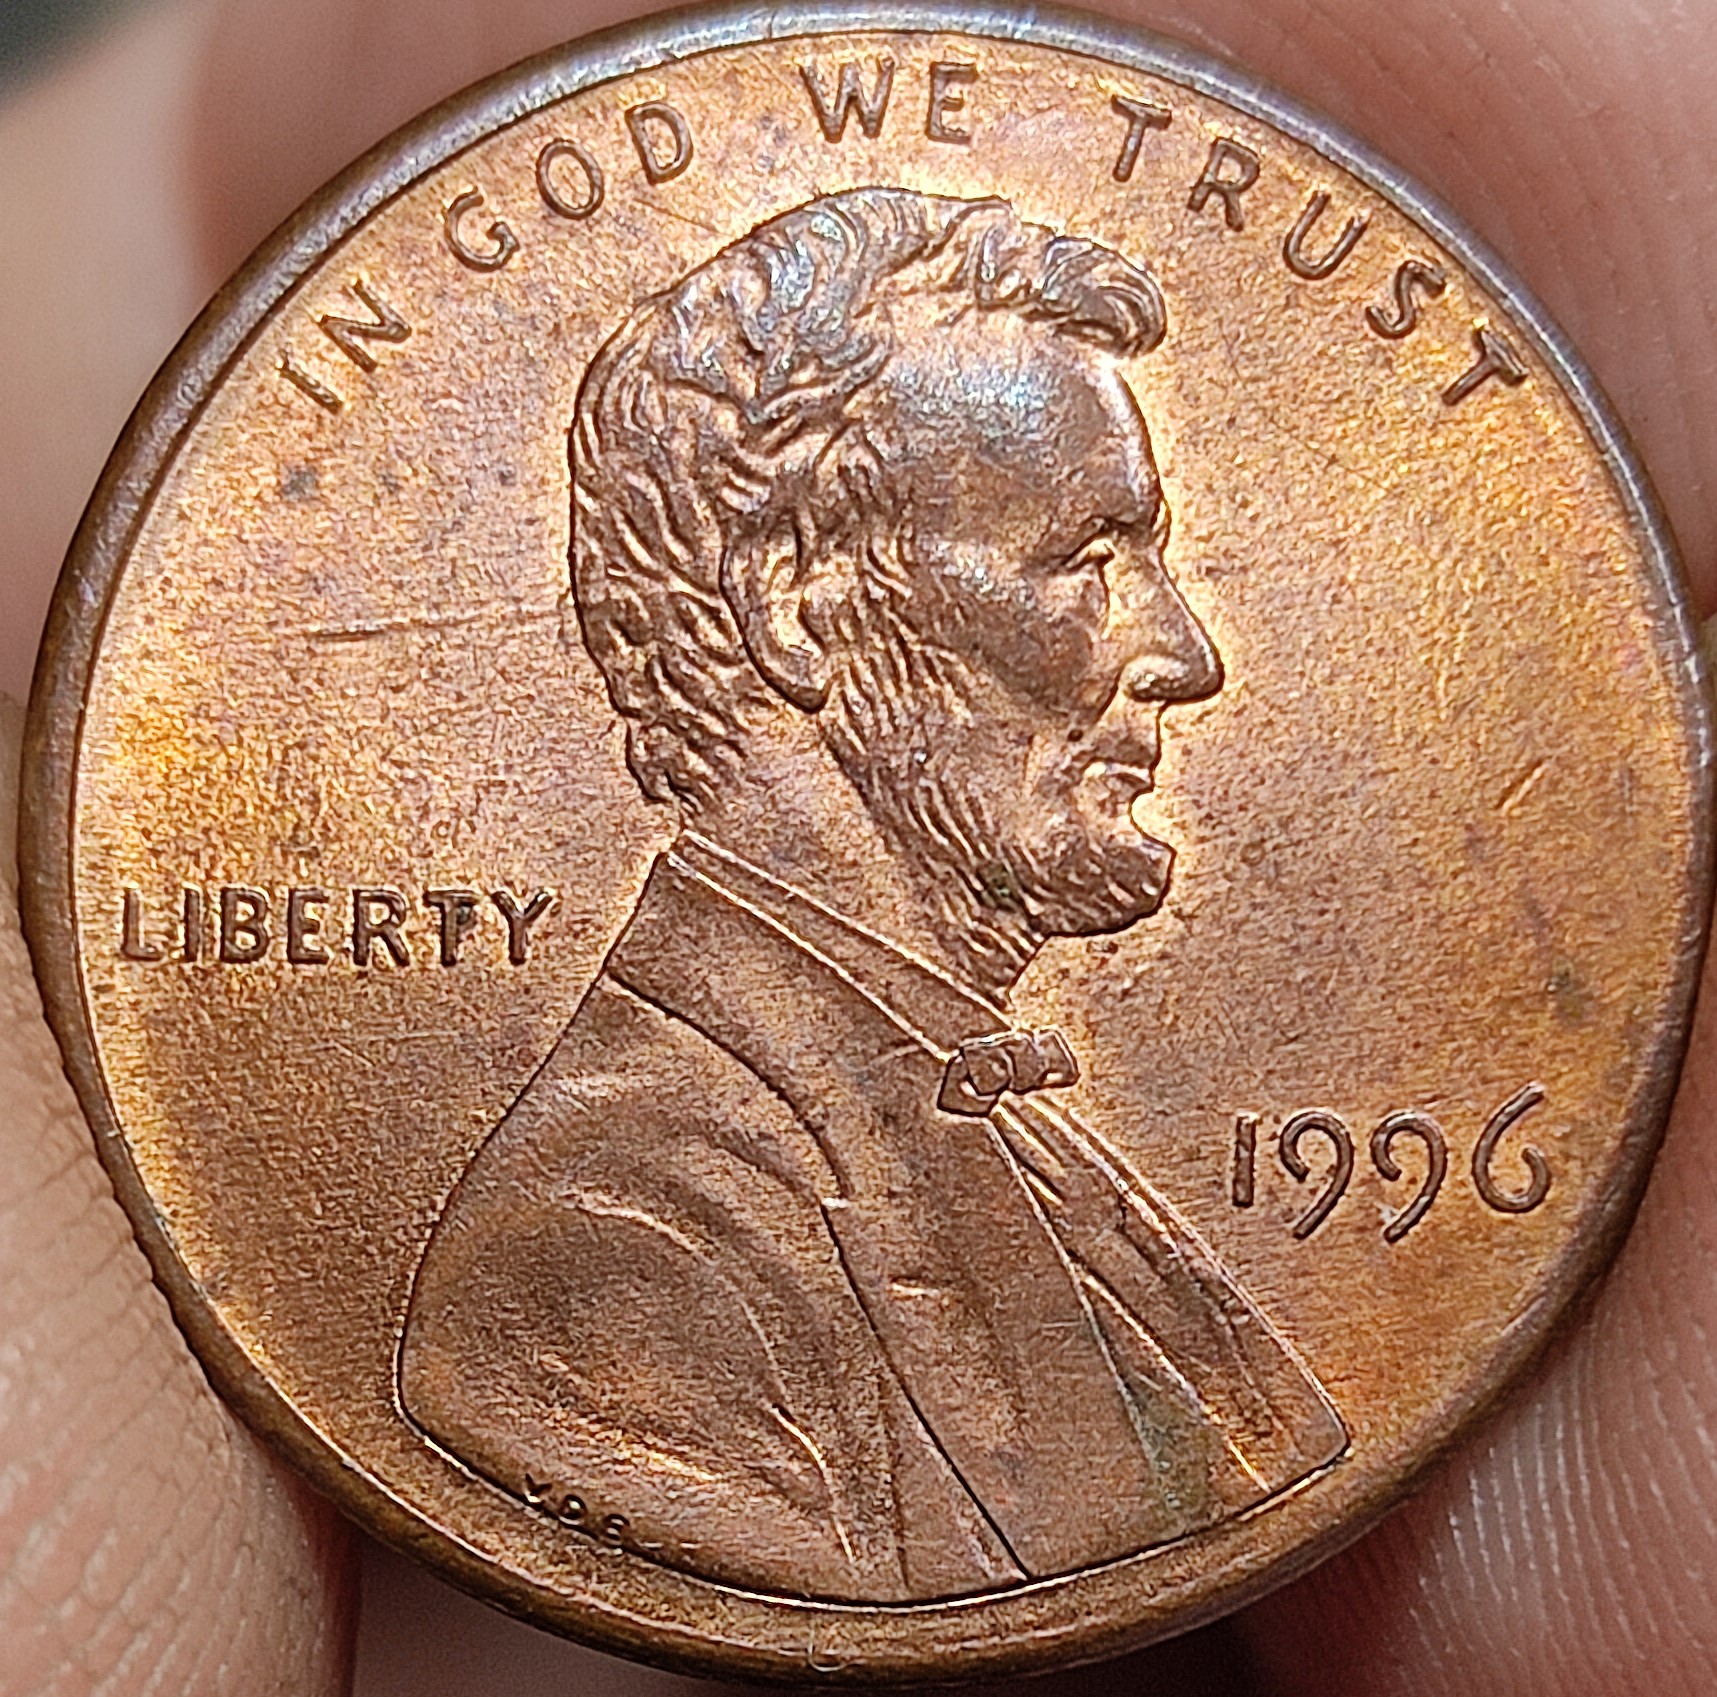 IN GOD WE TRUST
LIBERTY
1996
VDB